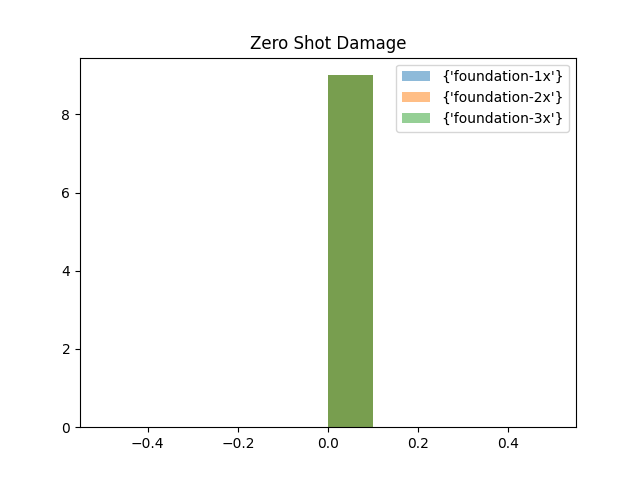 Zero Shot Damage
{'foundation-1x'}
{'foundation-2x'}
{'foundation-3x'}
8
6
4
2
0
−0.4 −0.2 0.0 0.2 0.4